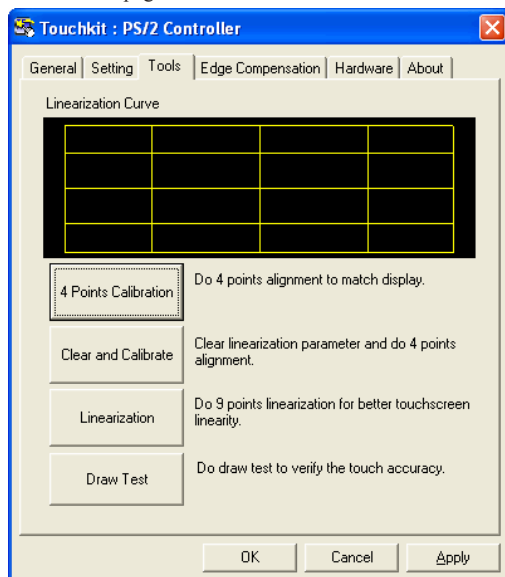 Touchkit : PS/2 Controller
General Setting Tools Edge Compensation Hardware About
Linearization Curve
4 Points Calibration
Do 4 points alignment to match display.
Clear and Calibrate
Clear linearization parameter and do 4 points
alignment.
Linearization
Do 9 points linearization for better touchscreen
linearity.
Draw Test
Do draw test to verify the touch accuracy.
OK Cancel Apply